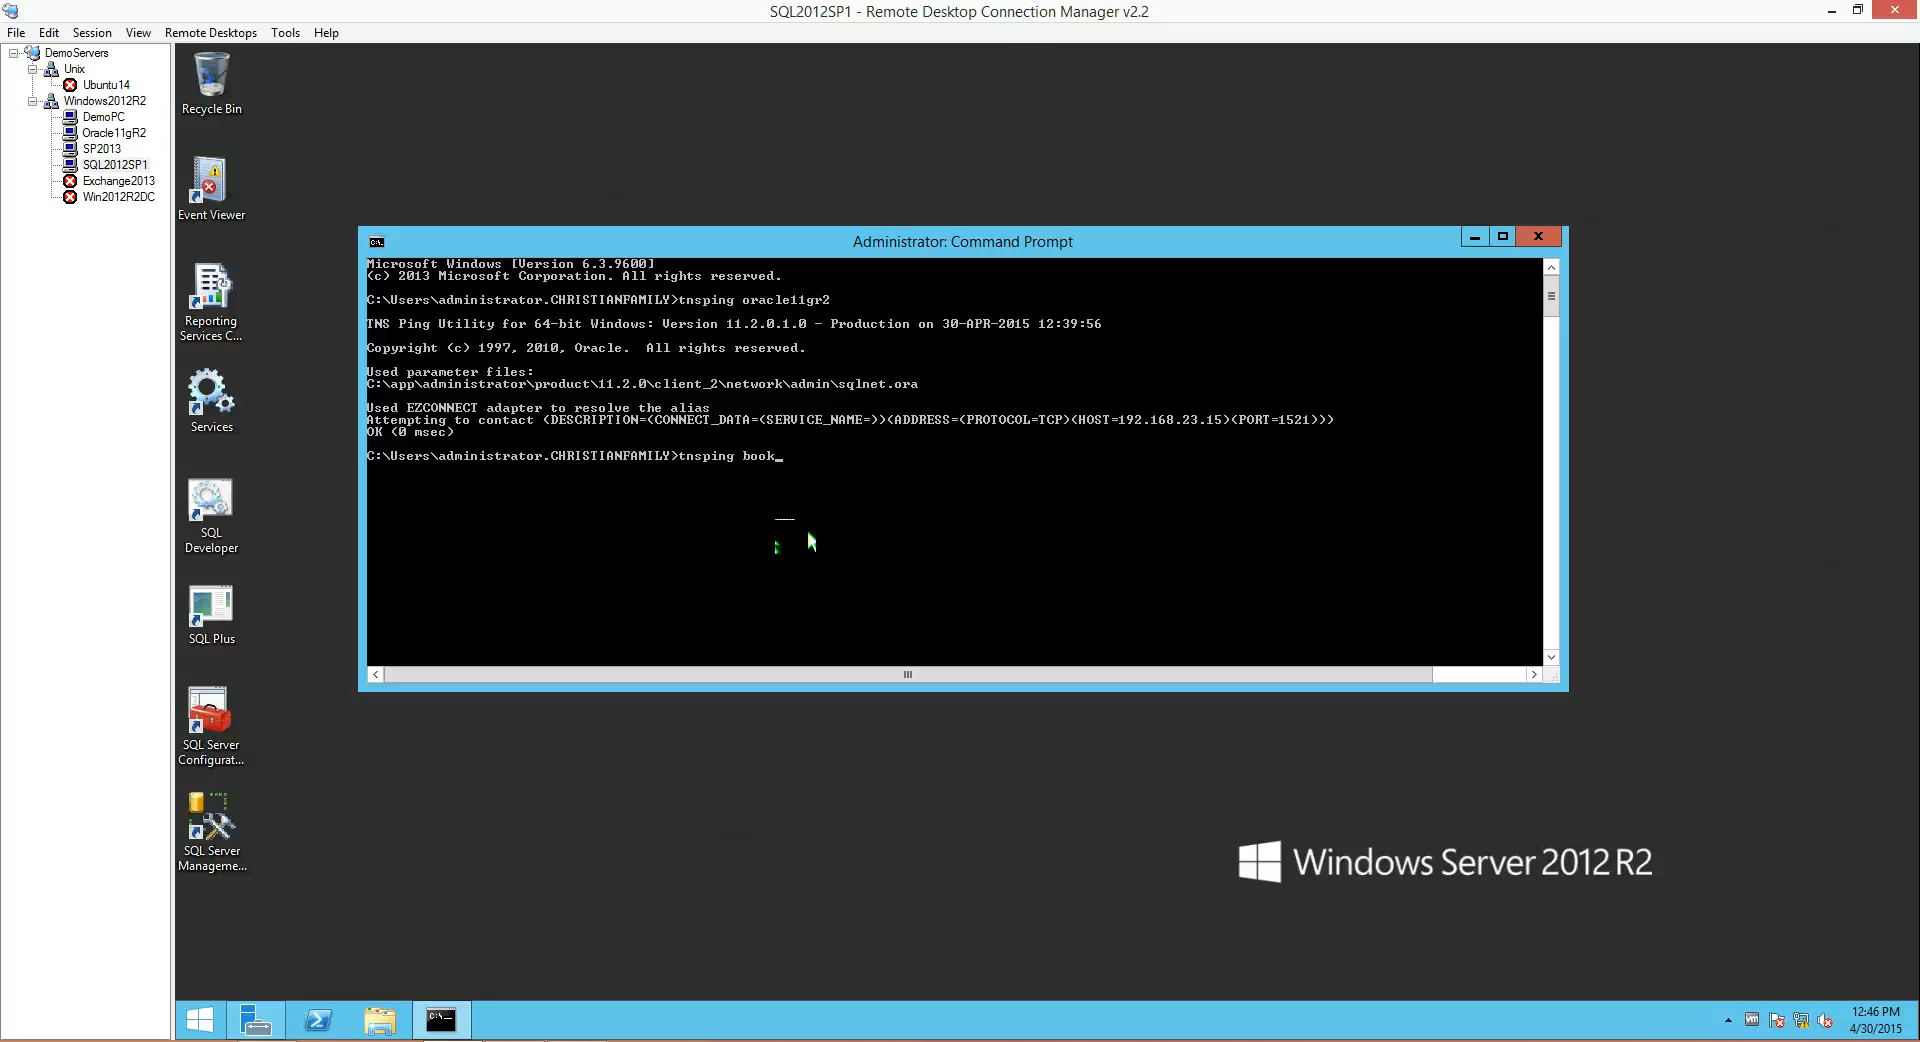 SQL2012SP1 - Remote Desktop Connection Manager v2.2
File Edit Session View Remote Desktops Tools Help
DemoServers
Unix
Ubuntu14
Windows2012R2
DemoPC
Oracle11gR2
SP2013
SQL2012SP1
Exchange2013
Win2012R2DC
Recycle Bin
Event Viewer
Reporting
Services C...
Services
SQL
Developer
SQL Plus
SQL Server
Configurat...
SQL Server
Manageme...
Administrator: Command Prompt
Microsoft Windows [Version 6.3.9600]
(c) 2013 Microsoft Corporation. All rights reserved.
C:\Users\administrator.CHRISTIANFAMILY>tnsping oracle11gr2
TNS Ping Utility for 64-bit Windows: Version 11.2.0.1.0 - Production on 30-APR-2015 12:39:56
Copyright (c) 1997, 2010, Oracle.  All rights reserved.
Used parameter files:
C:\app\administrator\product\11.2.0\client_2\network\admin\sqlnet.ora
Used EZCONNECT adapter to resolve the alias
Attempting to contact (DESCRIPTION=(CONNECT_DATA=(SERVICE_NAME=))(ADDRESS=(PROTOCOL=TCP)(HOST=192.168.23.15)(PORT=1521)))
OK (0 msec)
C:\Users\administrator.CHRISTIANFAMILY>tnsping book_
Windows Server 2012 R2
12:46 PM
4/30/2015